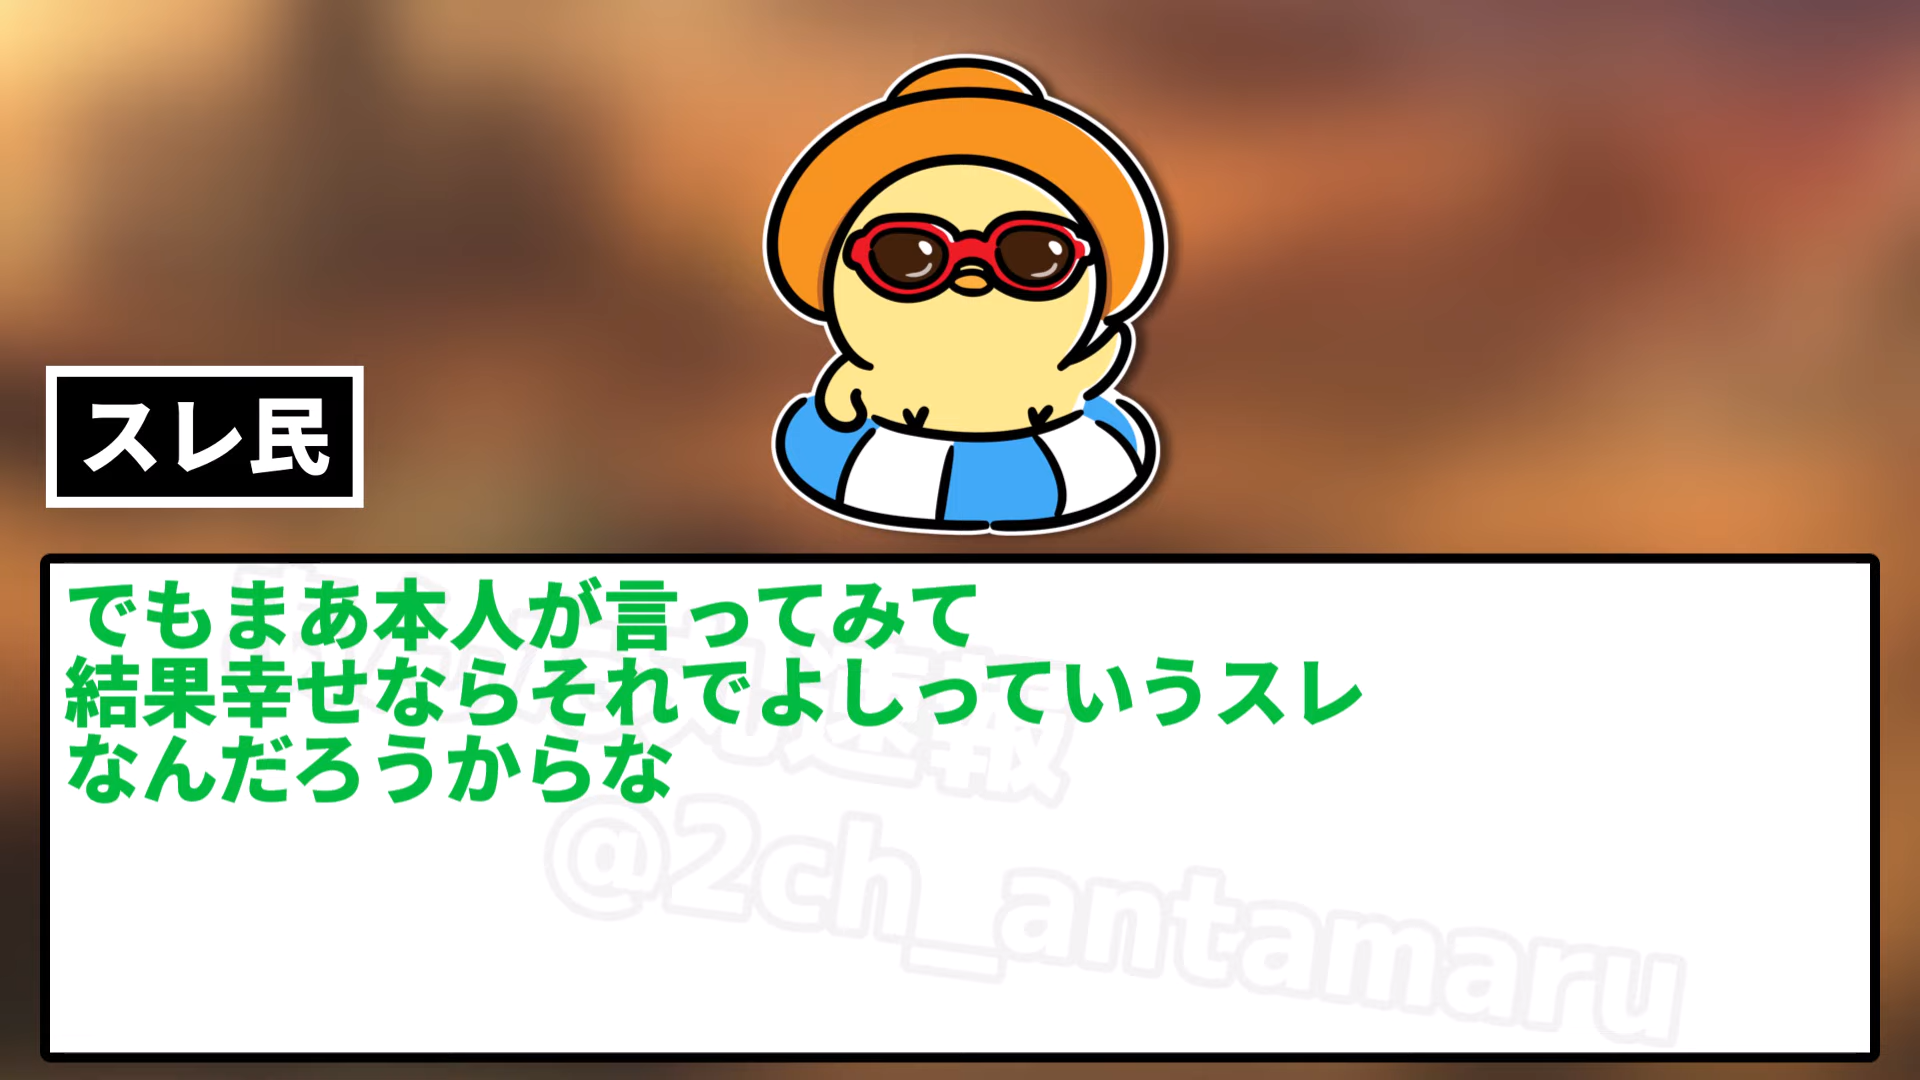 スレ民
でもまあ本人が言ってみて
結果幸せならそれでよしっていうスレ
なんだろうからな
@2ch_antamaru